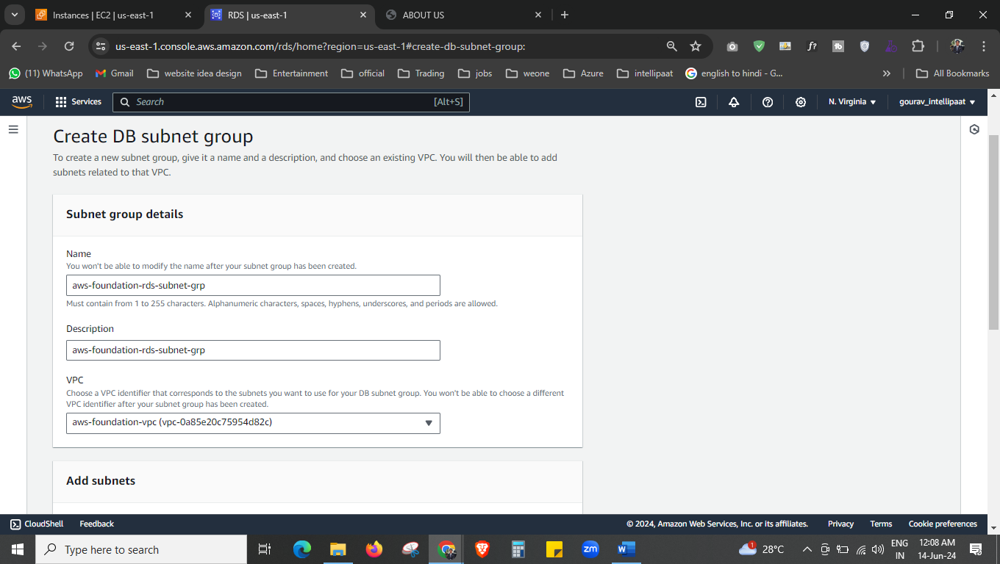 Instances | EC2 | us-east-1
RDS | us-east-1
ABOUT US
us-east-1.console.aws.amazon.com/rds/home?region=us-east-1#create-db-subnet-group:
(11) WhatsApp
Gmail
website idea design
Entertainment
official
Trading
jobs
weone
Azure
intellipaat
english to hindi - G...
All Bookmarks
aws
Services
Search
[Alt+S]
N. Virginia
gourav_intellipaat
Create DB subnet group
To create a new subnet group, give it a name and a description, and choose an existing VPC. You will then be able to add
subnets related to that VPC.
Subnet group details
Name
You won't be able to modify the name after your subnet group has been created.
aws-foundation-rds-subnet-grp
Must contain from 1 to 255 characters. Alphanumeric characters, spaces, hyphens, underscores, and periods are allowed.
Description
aws-foundation-rds-subnet-grp
VPC
Choose a VPC identifier that corresponds to the subnets you want to use for your DB subnet group. You won't be able to choose a different
VPC identifier after your subnet group has been created.
aws-foundation-vpc (vpc-0a85e20c75954d82c)
Add subnets
CloudShell
Feedback
© 2024, Amazon Web Services, Inc. or its affiliates.
Privacy
Terms
Cookie preferences
Type here to search
zm
1
28°C
ENG
IN
12:08 AM
14-Jun-24